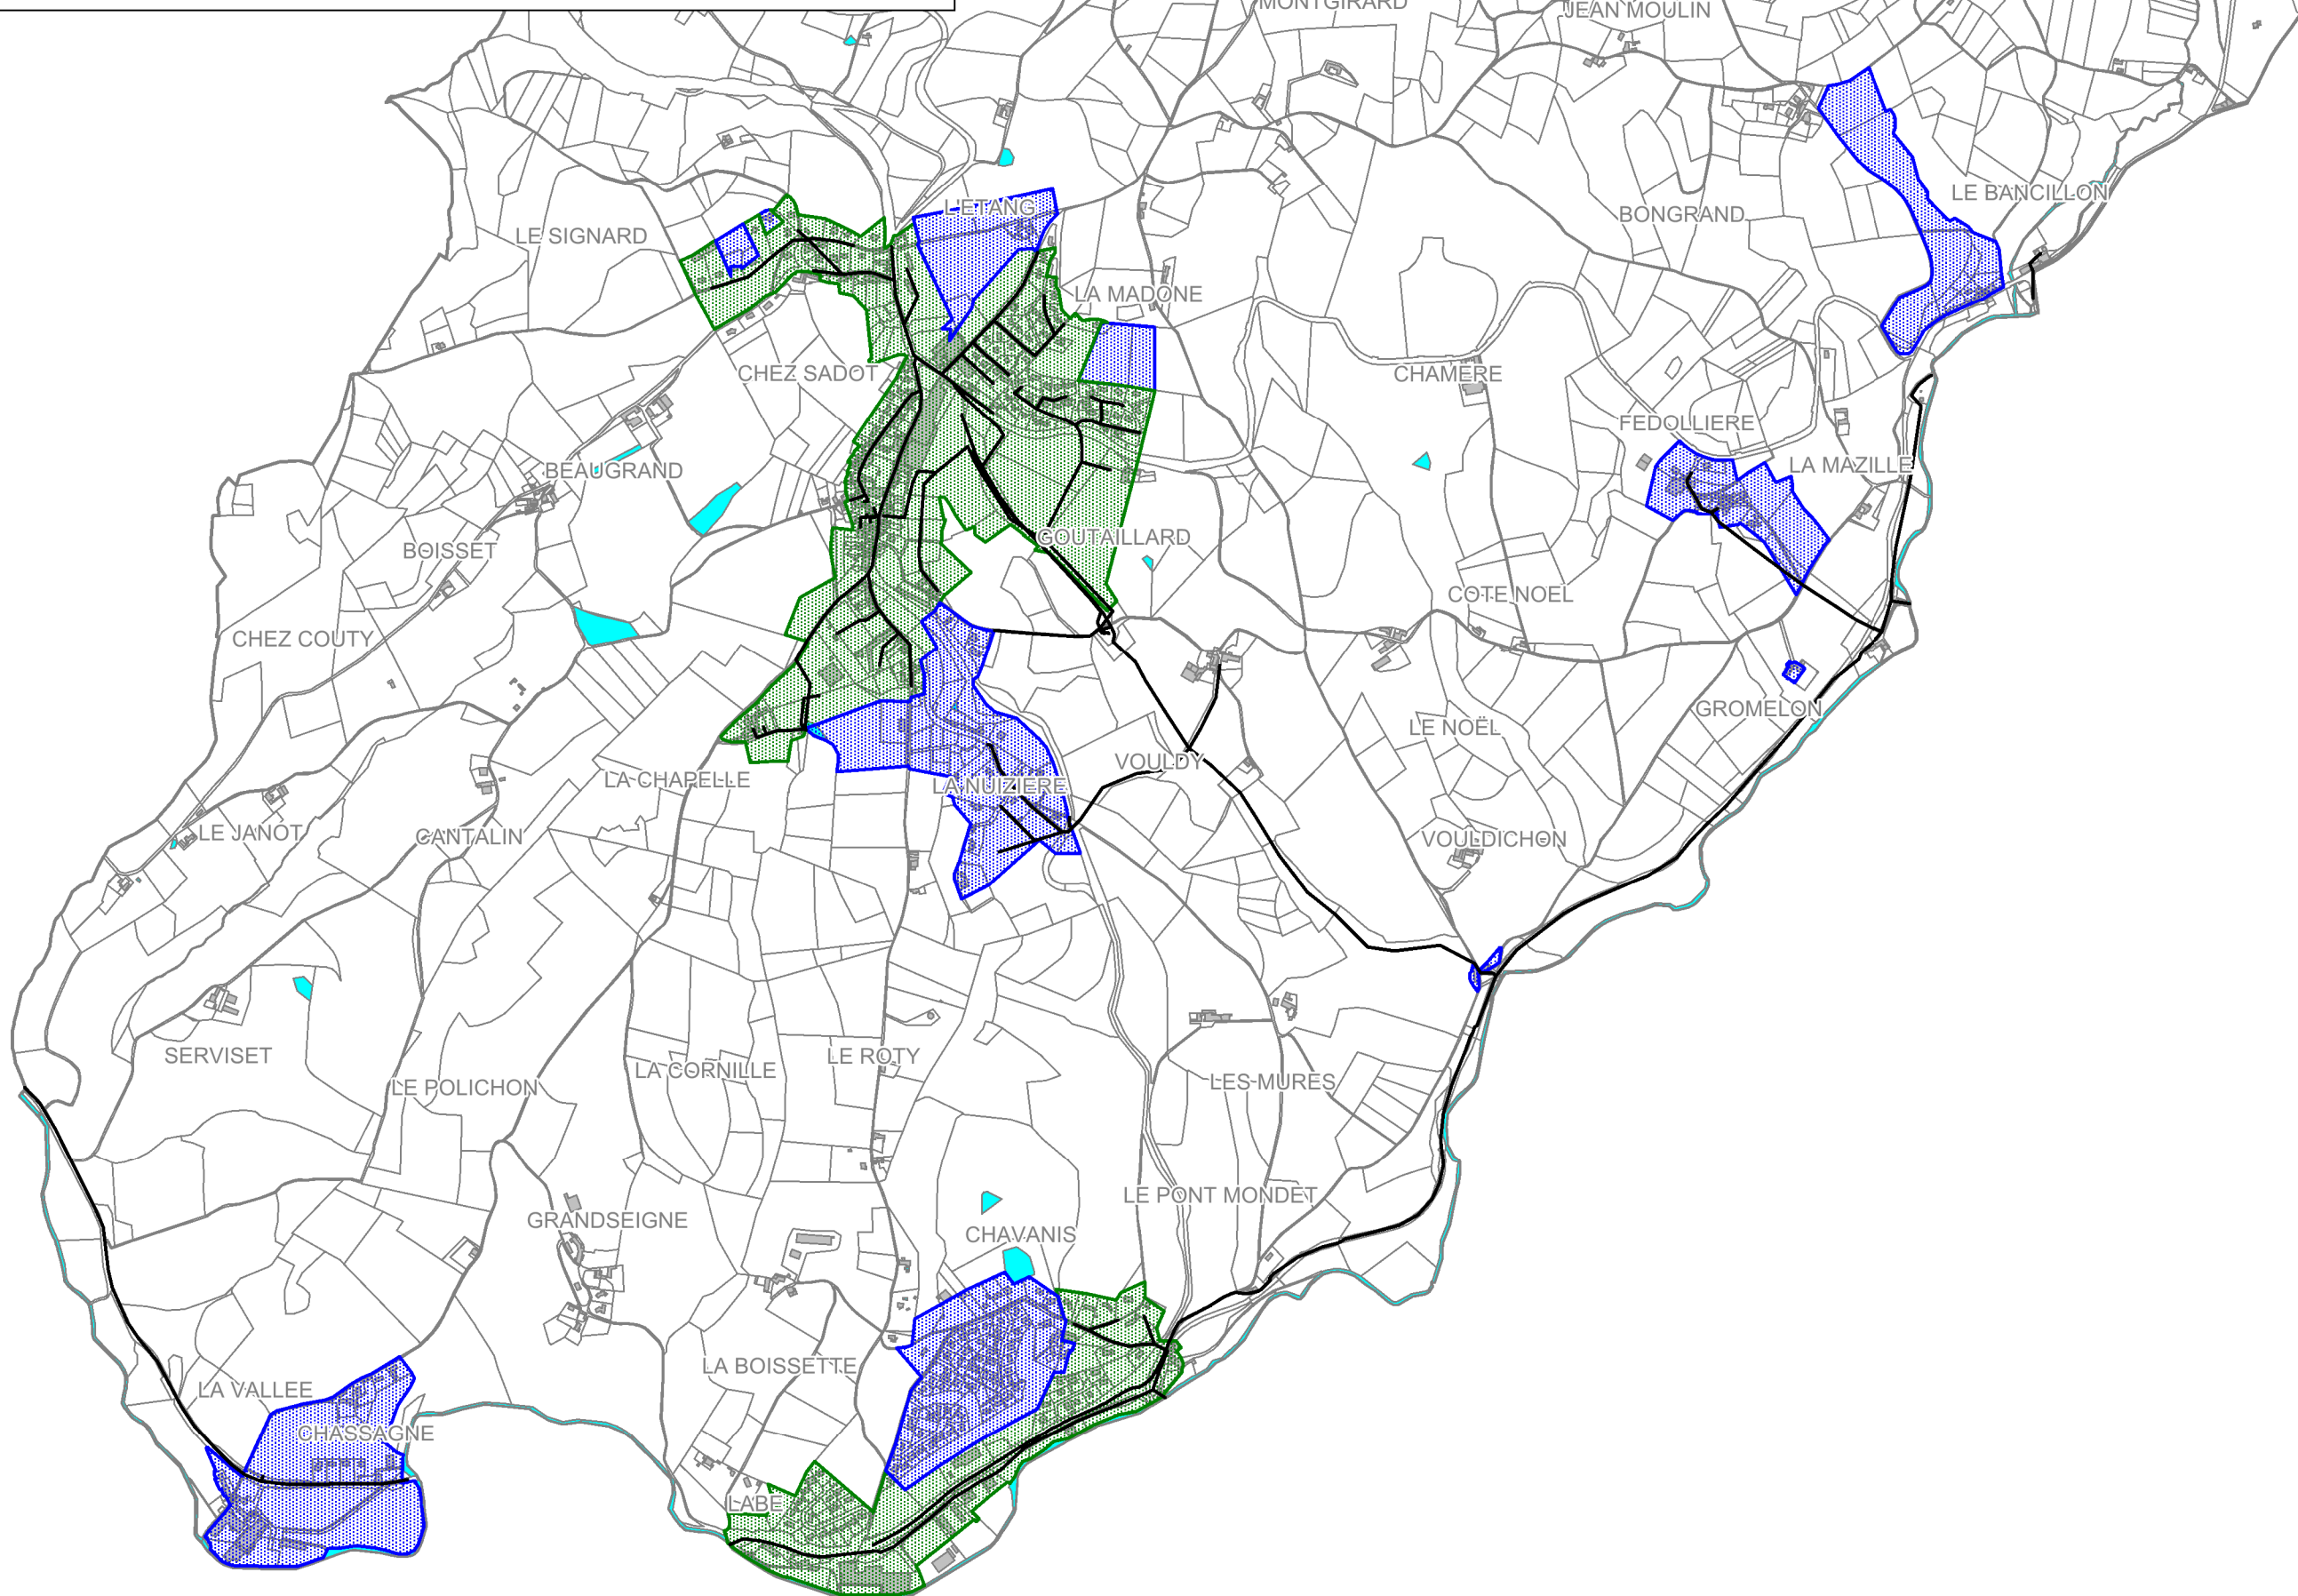 MONTGIRARD
JEAN MOULIN
LE BANCILLON
L'ETANG
BONGRAND
LE SIGNARD
LA MADONE
CHEZ SADOT
CHAMERE
FEDOLLIERE
LA MAZILLE
BEAUGRAND
GOUTAILLARD
BOISSET
COTE NOEL
CHEZ COUTY
GROMELON
LE NOËL
VOULDY
LA CHAPELLE
LA NUIZIERE
LE JANOT
CANTALIN
VOULDICHON
SERVISET
LE ROTY
LA CORNILLE
LES MURES
LE POLICHON
LE PONT MONDET
GRANDSEIGNE
CHAVANIS
LA BOISSETTE
LA VALLEE
CHASSAGNE
LABE